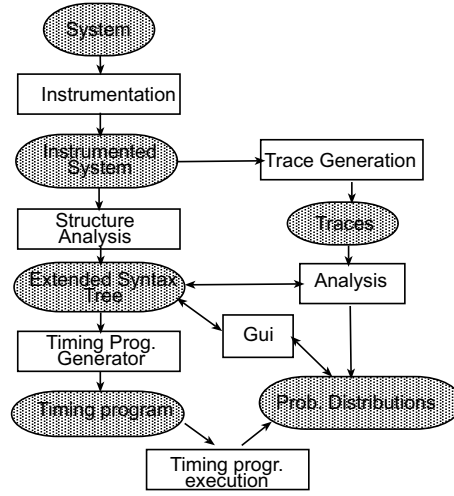 System
Instrumentation
Instrumented
System
Trace Generation
Structure
Analysis
Traces
Extended Syntax
Tree
Analysis
Gui
Timing Prog.
Generator
Timing program
Prob. Distributions
Timing progr.
execution